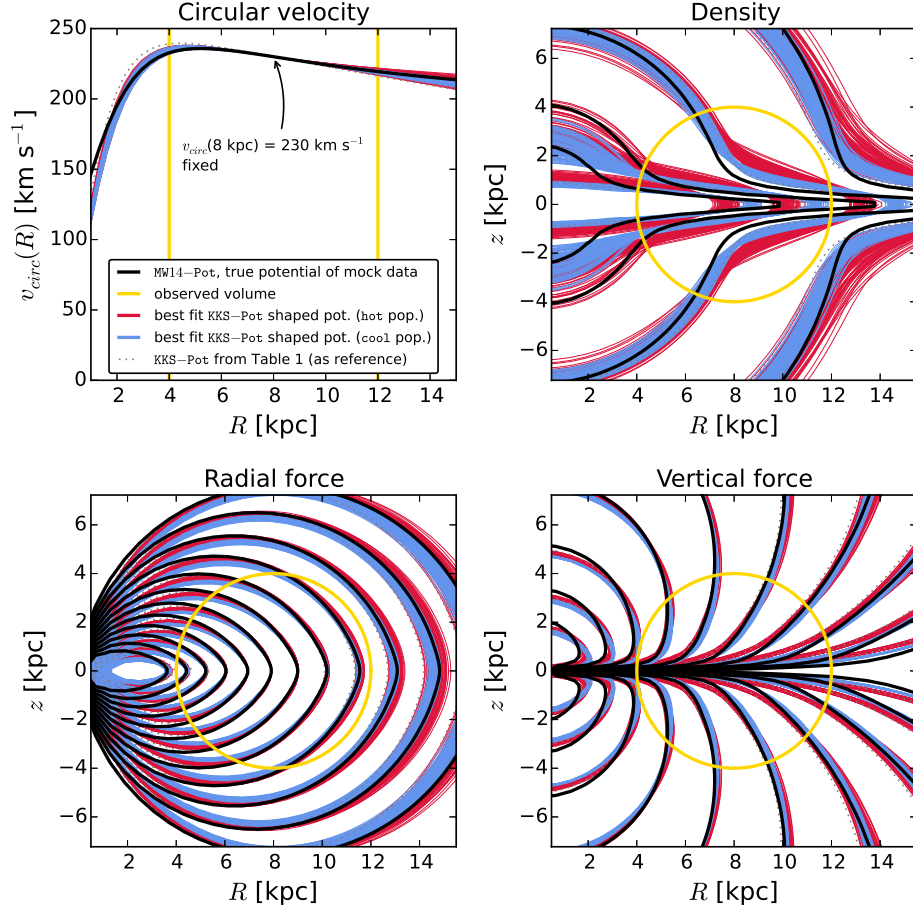 Circular velocity
250
200
150
100
50
0
v_circ(R) [km s⁻¹]
v_circ(8 kpc) = 230 km s⁻¹
fixed
MW14-Pot, true potential of mock data
observed volume
best fit KKS-Pot shaped pot. (hot pop.)
best fit KKS-Pot shaped pot. (cool pop.)
KKS-Pot from Table 1 (as reference)
2 4 6 8 10 12 14
R [kpc]
Density
6
4
2
0
−2
−4
−6
z [kpc]
2 4 6 8 10 12 14
R [kpc]
Radial force
6
4
2
0
−2
−4
−6
z [kpc]
2 4 6 8 10 12 14
R [kpc]
Vertical force
6
4
2
0
−2
−4
−6
z [kpc]
2 4 6 8 10 12 14
R [kpc]